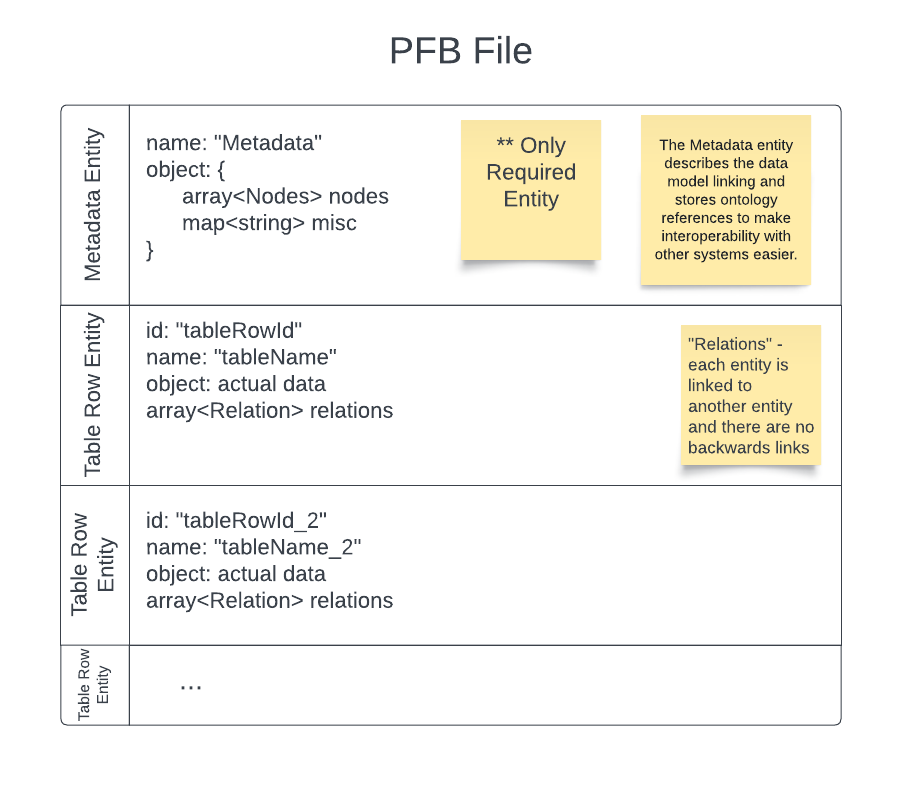 PFB File
Metadata Entity
name: "Metadata"
object: {
array<Nodes> nodes
map<string> misc
}
** Only
Required
Entity
The Metadata entity
describes the data
model linking and
stores ontology
references to make
interoperability with
other systems easier.
Table Row Entity
id: "tableRowId"
name: "tableName"
object: actual data
array<Relation> relations
"Relations" -
each entity is
linked to
another entity
and there are no
backwards links
Table Row
Entity
id: "tableRowId_2"
name: "tableName_2"
object: actual data
array<Relation> relations
Table Row
Entity
...